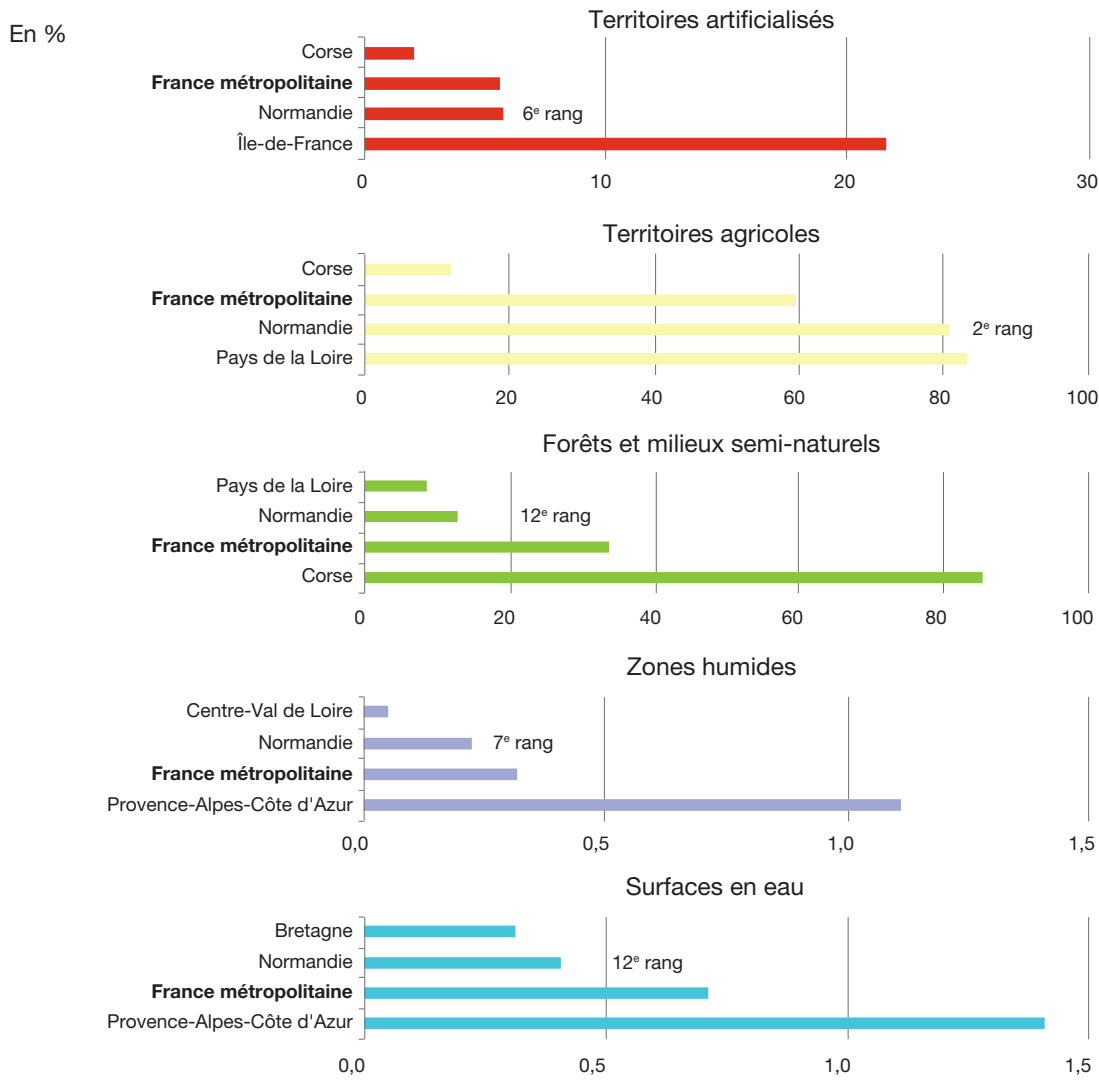 En %
Territoires artificialisés
Corse
France métropolitaine
Normandie 6e rang
Île-de-France
0 10 20 30
Territoires agricoles
Corse
France métropolitaine
Normandie 2e rang
Pays de la Loire
0 20 40 60 80 100
Forêts et milieux semi-naturels
Pays de la Loire
Normandie 12e rang
France métropolitaine
Corse
0 20 40 60 80 100
Zones humides
Centre-Val de Loire
Normandie 7e rang
France métropolitaine
Provence-Alpes-Côte d'Azur
0,0 0,5 1,0 1,5
Surfaces en eau
Bretagne
Normandie 12e rang
France métropolitaine
Provence-Alpes-Côte d'Azur
0,0 0,5 1,0 1,5